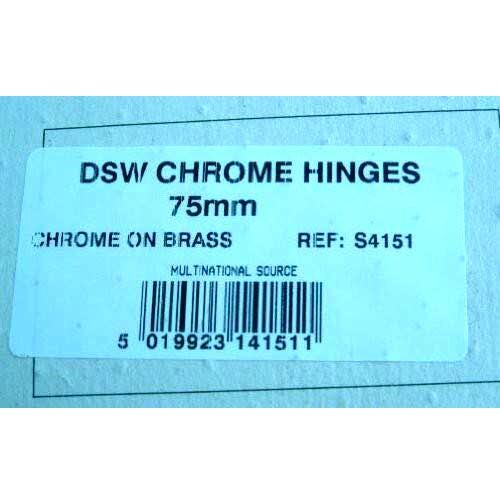 DSW CHROME HINGES
75mm
CHROME ON BRASS REF: S4151
MULTINATIONAL SOURCE
5 019923 141511